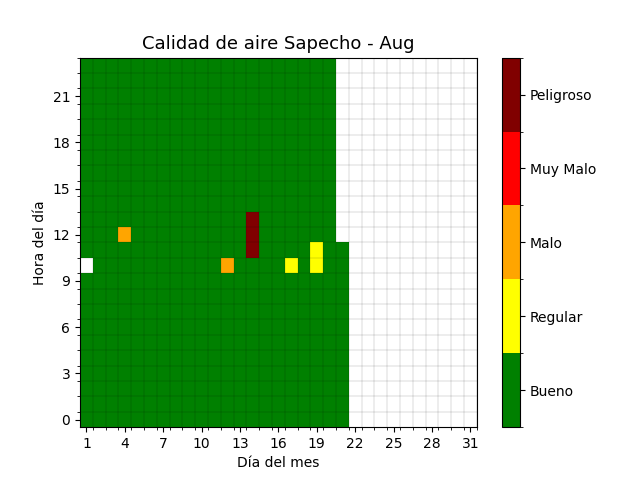 Calidad de aire Sapecho - Aug
21
18
15
12
9
6
3
0
Hora del día
1 4 7 10 13 16 19 22 25 28 31
Día del mes
Peligroso
Muy Malo
Malo
Regular
Bueno